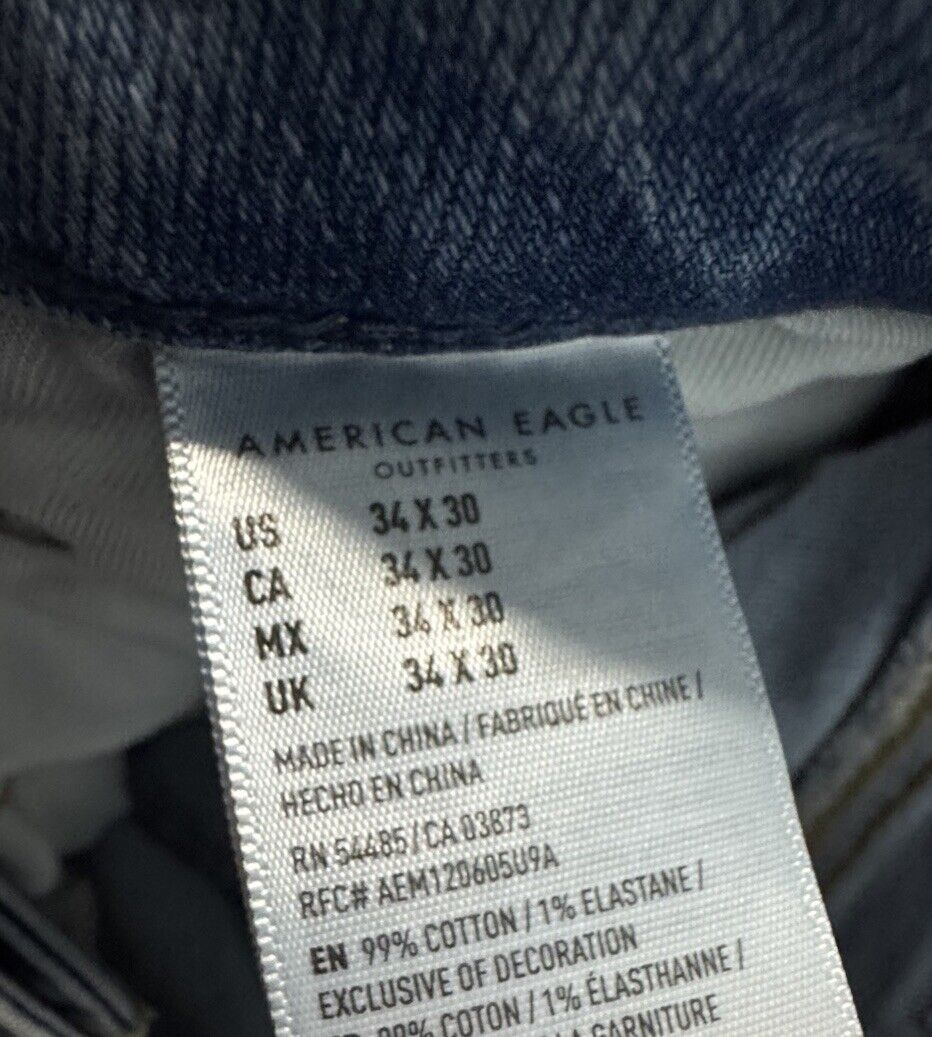 AMERICAN EAGLE
OUTFITTERS
US 34 X 30
CA 34 X 30
MX 34 X 30
UK 34 X 30
MADE IN CHINA / FABRIQUÉ EN CHINE /
HECHO EN CHINA
RN 54485 / CA 03873
RFC# AEM120605U9A
EN 99% COTTON / 1% ELASTANE /
EXCLUSIVE OF DECORATION
99% COTON / 1% ÉLASTHANNE /
GARNITURE